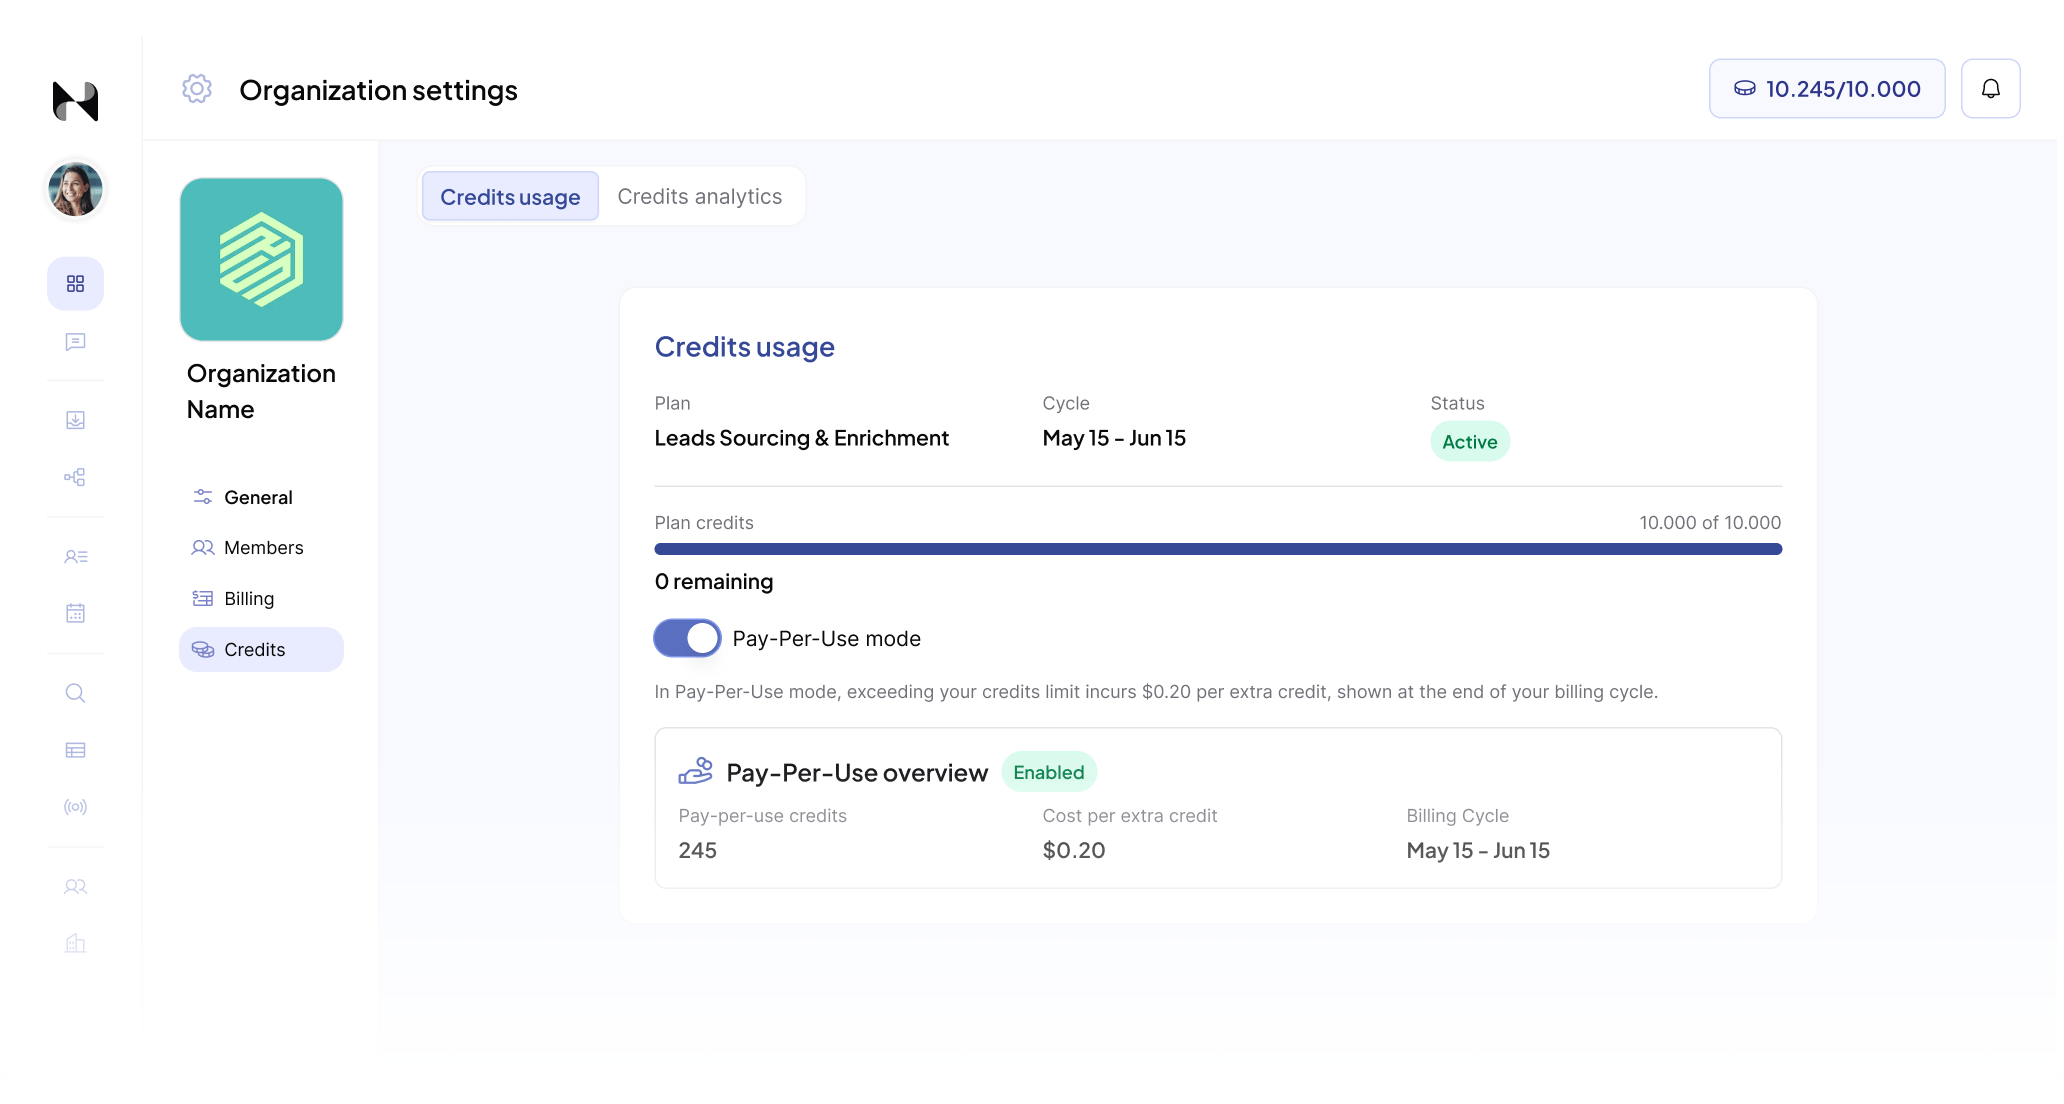 Organization settings
10.245/10.000
Credits usage
Credits analytics
Organization
Name
General
Members
Billing
Credits
Credits usage
Plan
Cycle
Status
Leads Sourcing & Enrichment
May 15 - Jun 15
Active
Plan credits
10.000 of 10.000
0 remaining
Pay-Per-Use mode
In Pay-Per-Use mode, exceeding your credits limit incurs $0.20 per extra credit, shown at the end of your billing cycle.
Pay-Per-Use overview
Enabled
Pay-per-use credits
Cost per extra credit
Billing Cycle
245
$0.20
May 15 - Jun 15